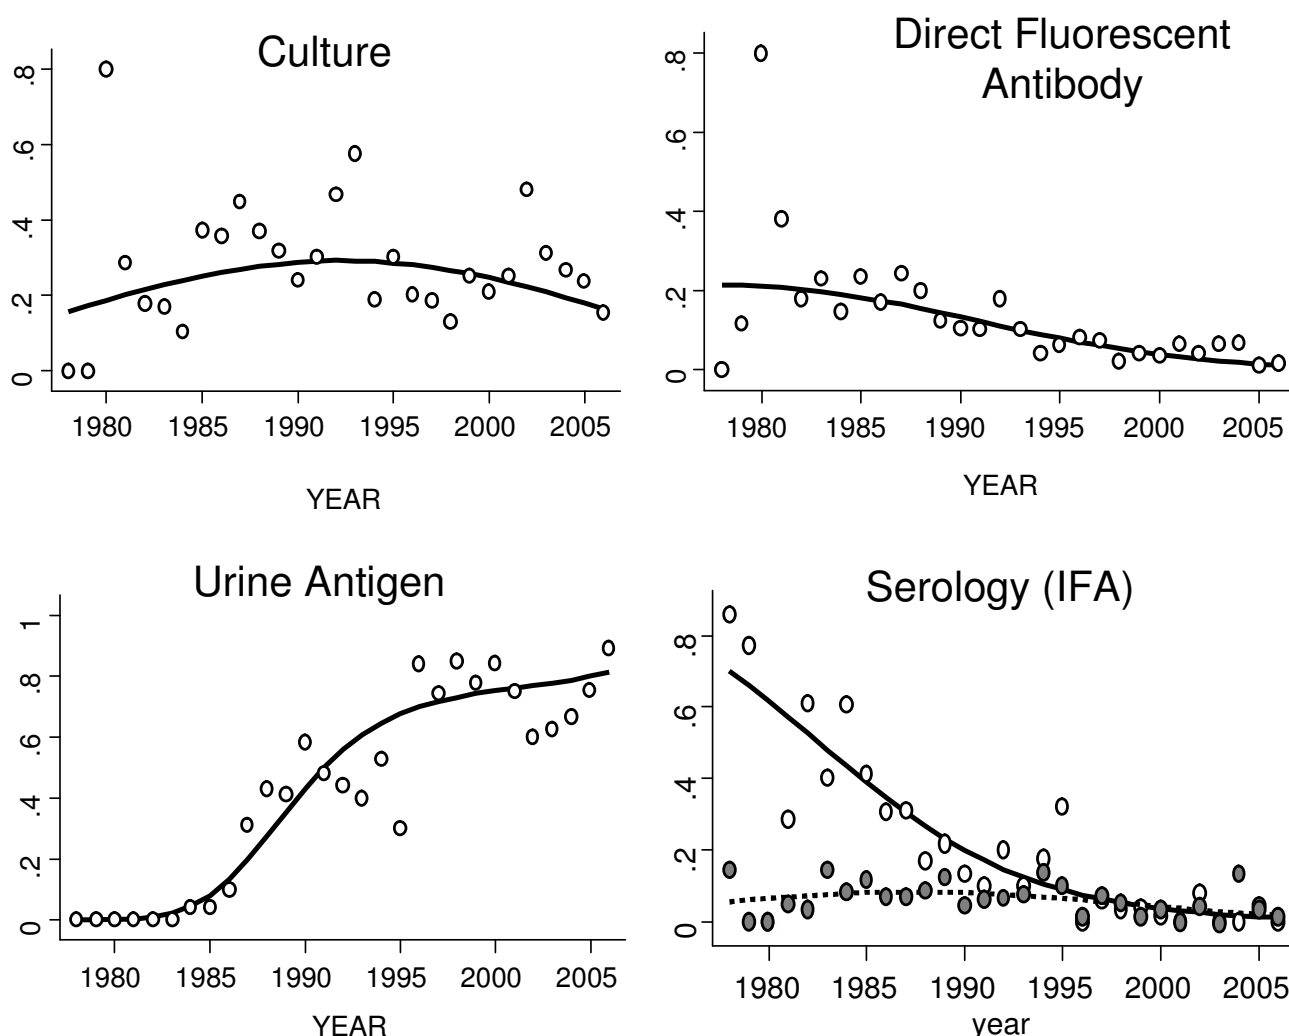 Culture
.8
.6
.4
.2
0
1980 1985 1990 1995 2000 2005
YEAR
Direct Fluorescent
Antibody
.8
.6
.4
.2
0
1980 1985 1990 1995 2000 2005
YEAR
Urine Antigen
1
.8
.6
.4
.2
0
1980 1985 1990 1995 2000 2005
YEAR
Serology (IFA)
.8
.6
.4
.2
0
1980 1985 1990 1995 2000 2005
year